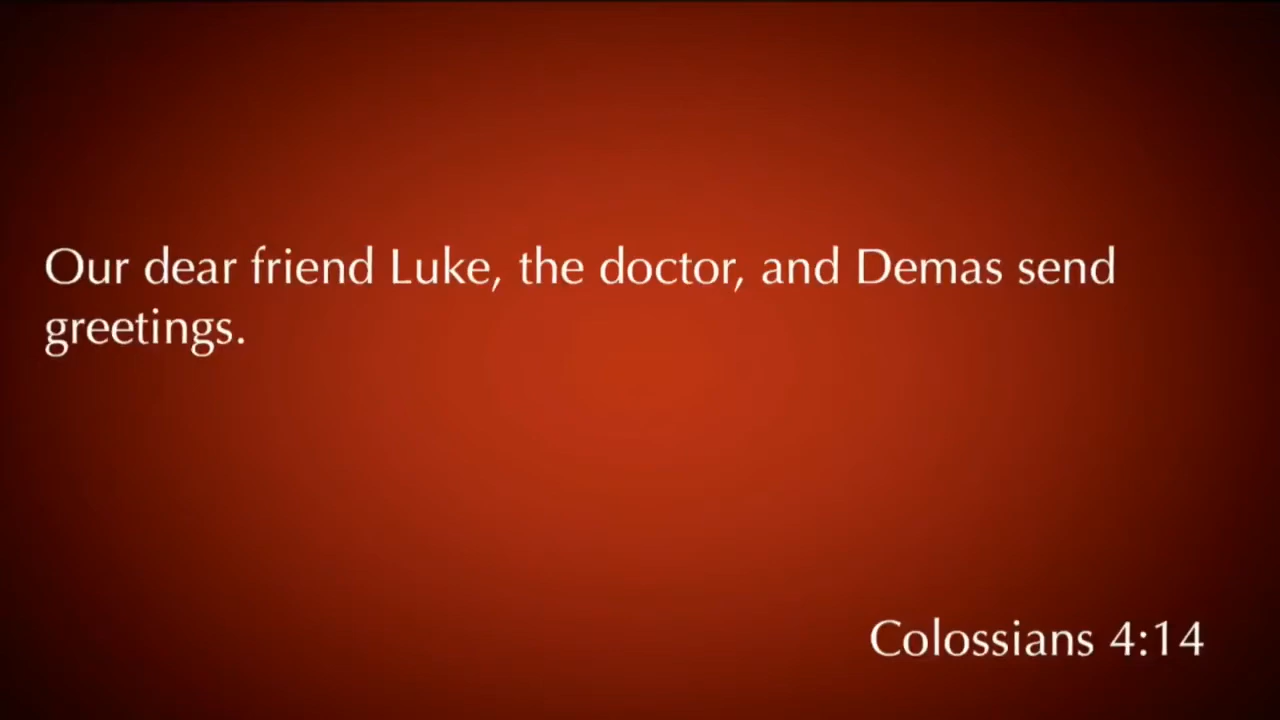 Our dear friend Luke, the doctor, and Demas send
greetings.
Colossians 4:14